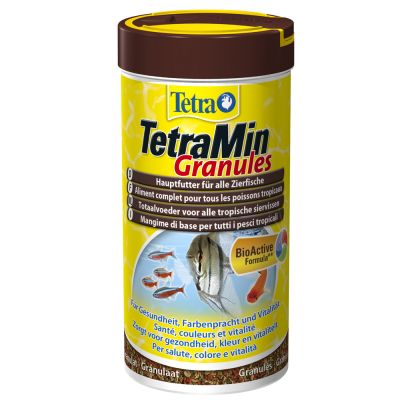 Tetra
TetraMin
Granules
Hauptfutter für alle Zierfische
Aliment complet pour tous les poissons tropicaux
Totaalvoeder voor alle tropische siervissen
Mangime di base per tutti i pesci tropicali
BioActive
Formula
Für Gesundheit, Farbenpracht und Vitalität
Santé, couleurs et vitalité
Zorgt voor gezondheid, kleur en vitaliteit
Per salute, colore e vitalità
Granulaat
Granules